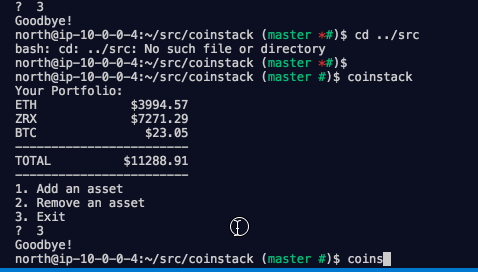 ?  3
Goodbye!
north@ip-10-0-0-4:~/src/coinstack (master *#)$ cd ../src
bash: cd: ../src: No such file or directory
north@ip-10-0-0-4:~/src/coinstack (master *#)$
north@ip-10-0-0-4:~/src/coinstack (master #)$ coinstack
Your Portfolio:
ETH            $3994.57
ZRX            $7271.29
BTC              $23.05
------------------------
TOTAL         $11288.91
------------------------
1. Add an asset
2. Remove an asset
3. Exit
?  3
Goodbye!
north@ip-10-0-0-4:~/src/coinstack (master #)$ coins